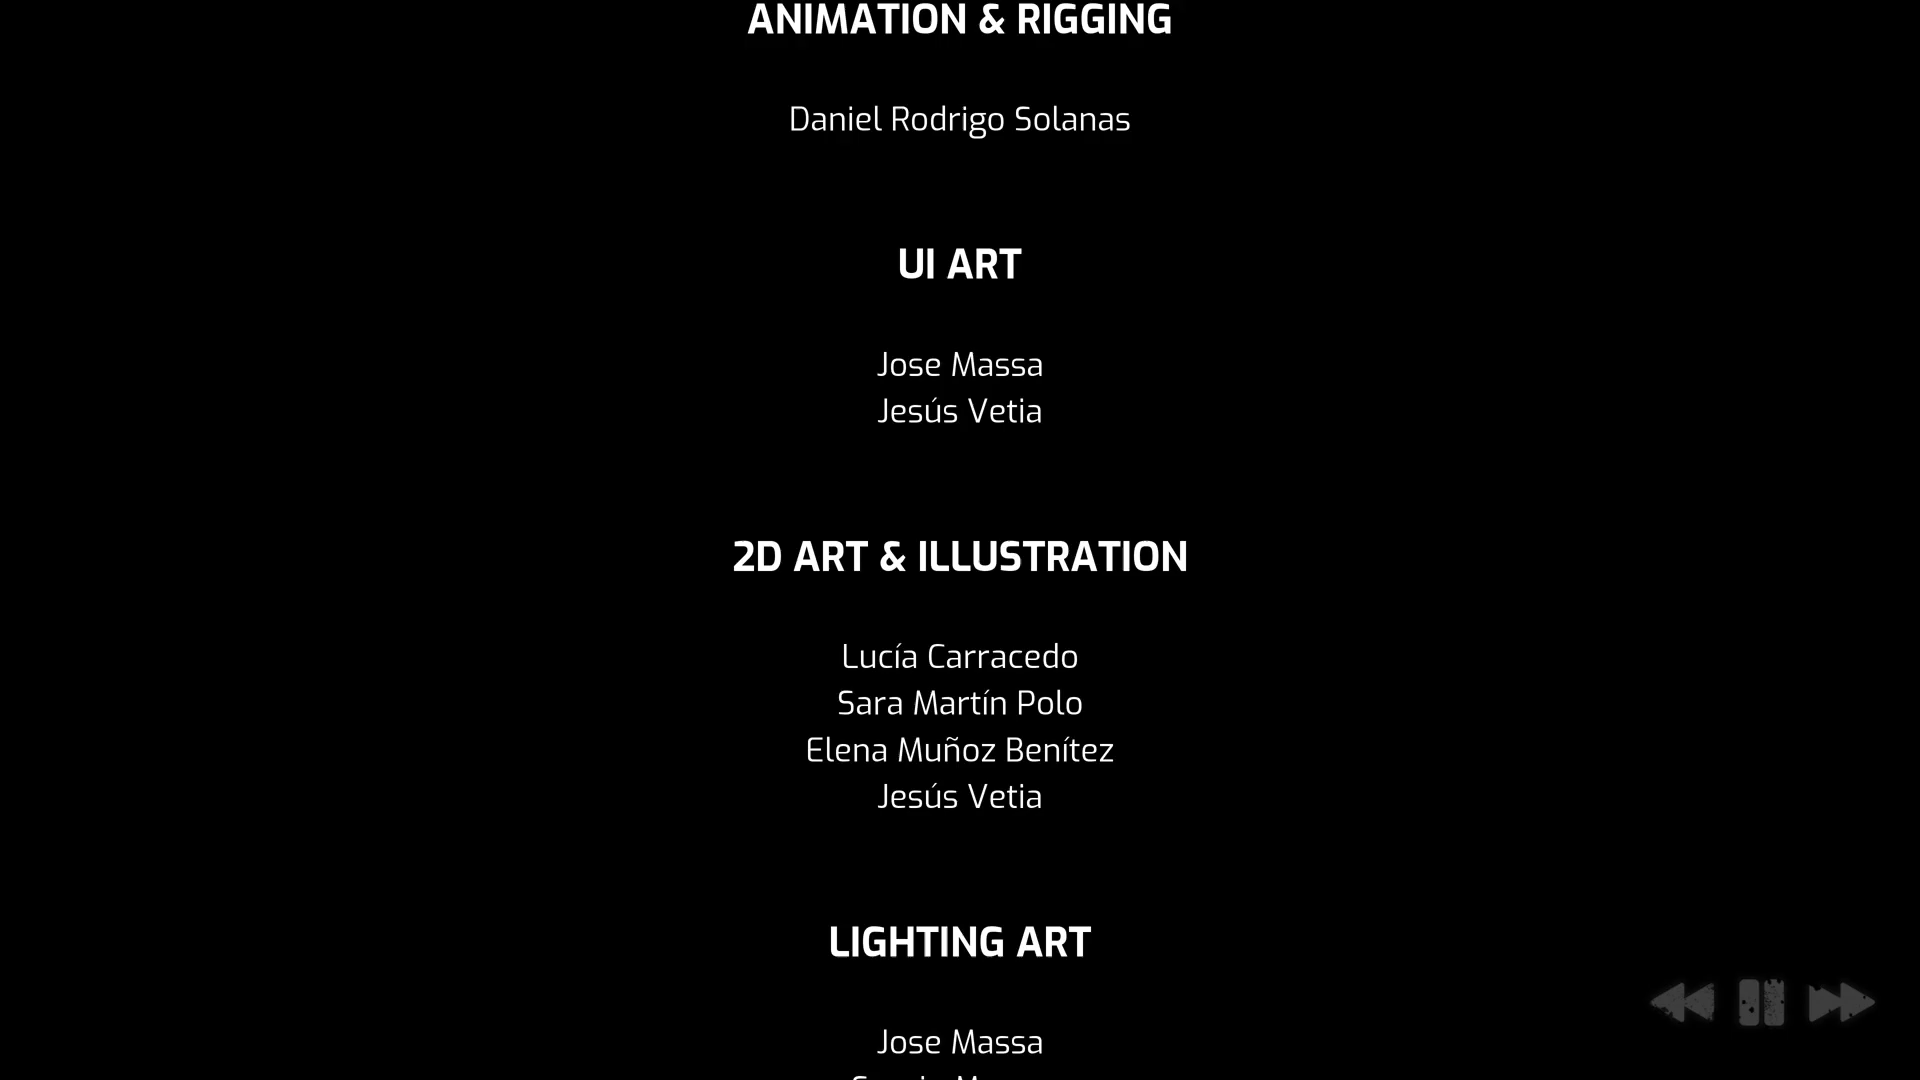 ANIMATION & RIGGING
Daniel Rodrigo Solanas
UI ART
Jose Massa
Jesús Vetia
2D ART & ILLUSTRATION
Lucía Carracedo
Sara Martín Polo
Elena Muñoz Benítez
Jesús Vetia
LIGHTING ART
Jose Massa